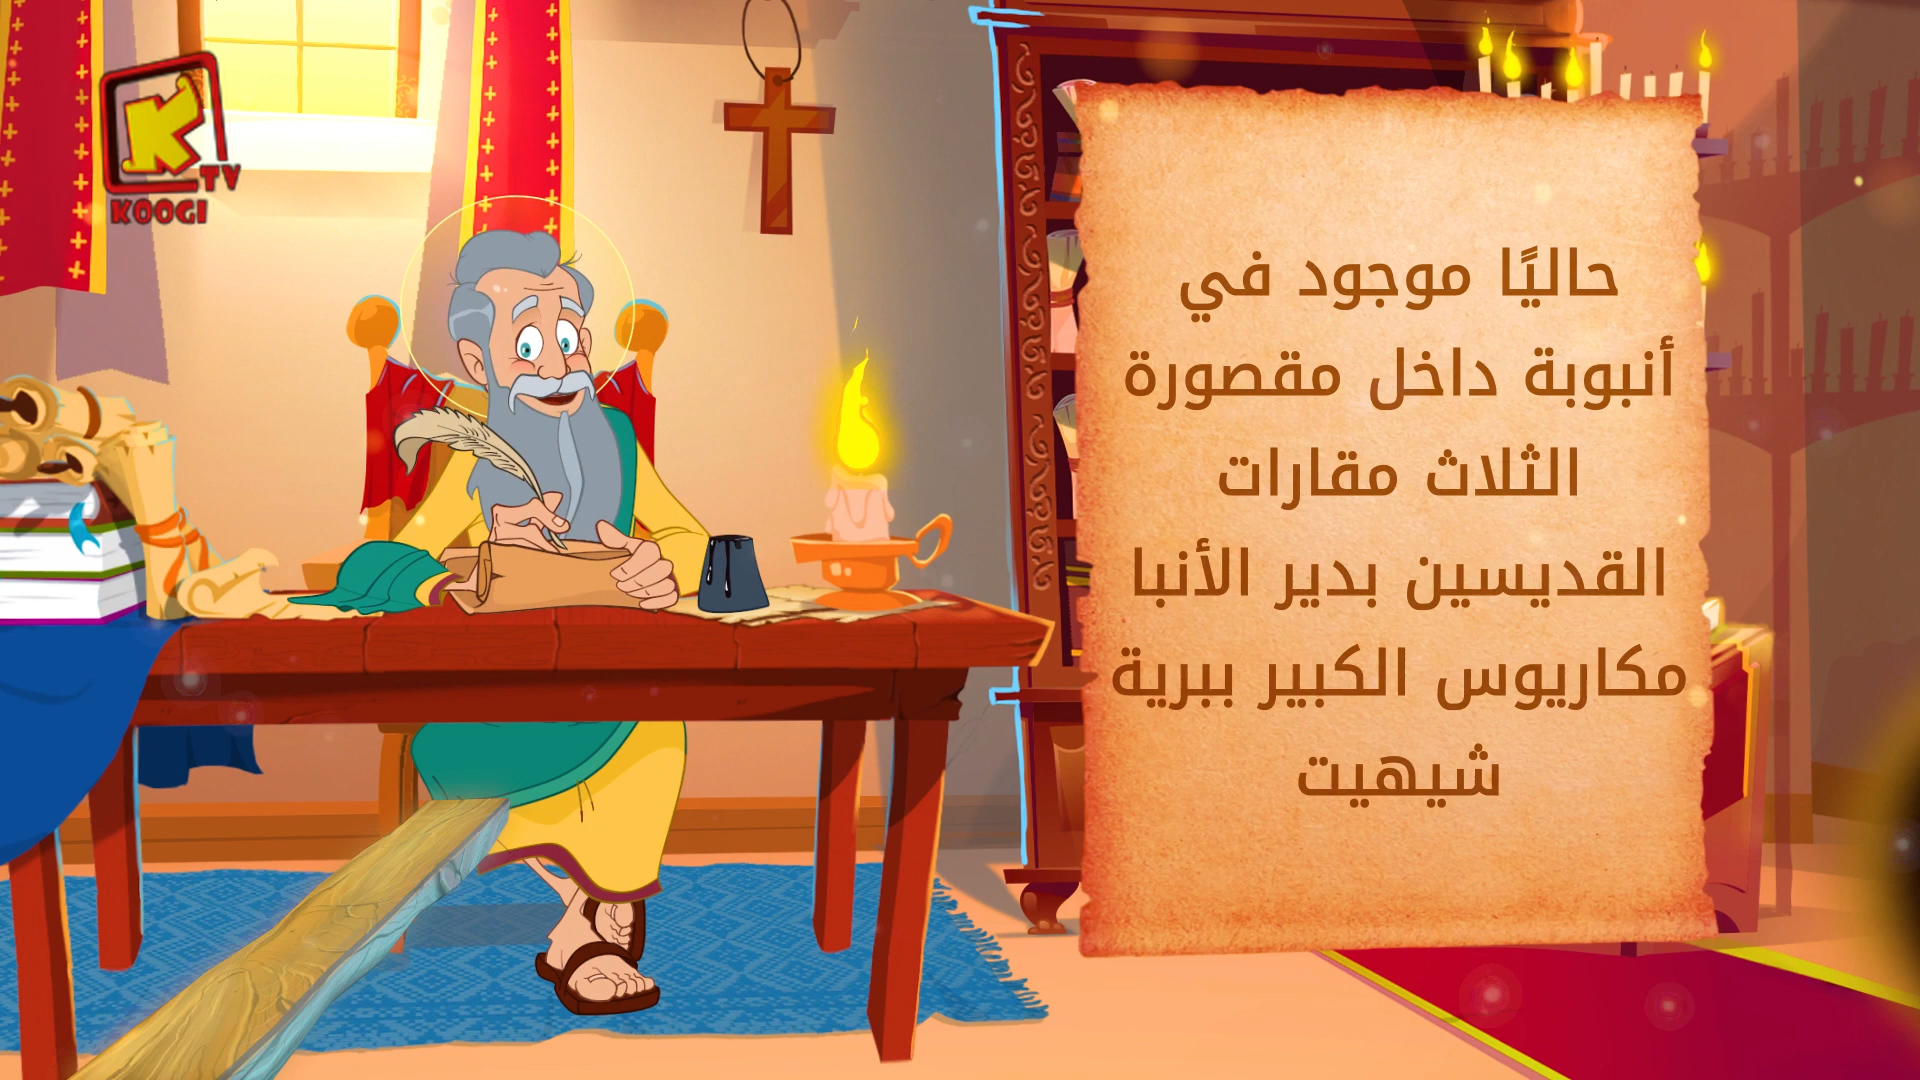 KOOGI TV
حاليًا موجود في
أنبوبة داخل مقصورة
الثلاث مقارات
القديسين بدير الأنبا
مكاريوس الكبير ببرية
شيهيت